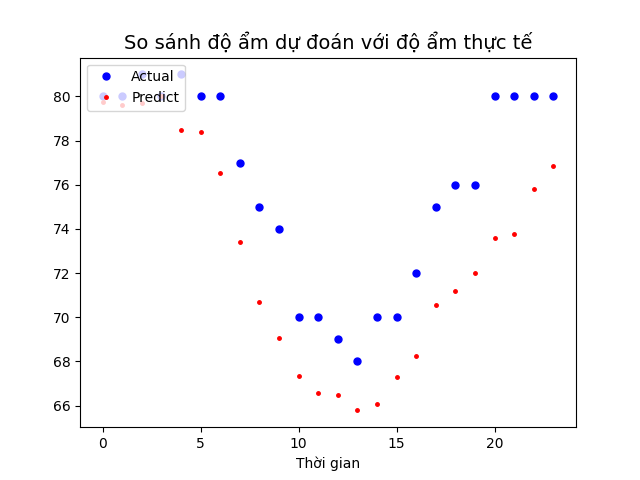 So sánh độ ẩm dự đoán với độ ẩm thực tế
Actual
Predict
80
78
76
74
72
70
68
66
0 5 10 15 20
Thời gian